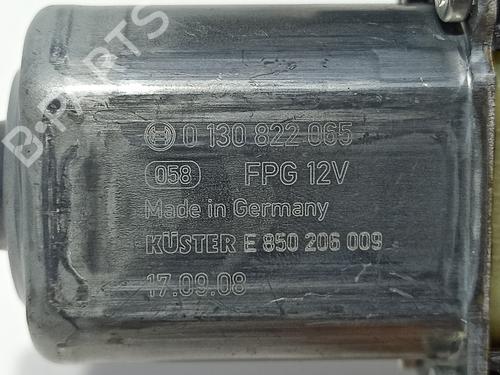 B-PARTS
0 130 822 065
058 FPG 12V
Made in Germany
KÜSTER E 850 206 009
17.09.08